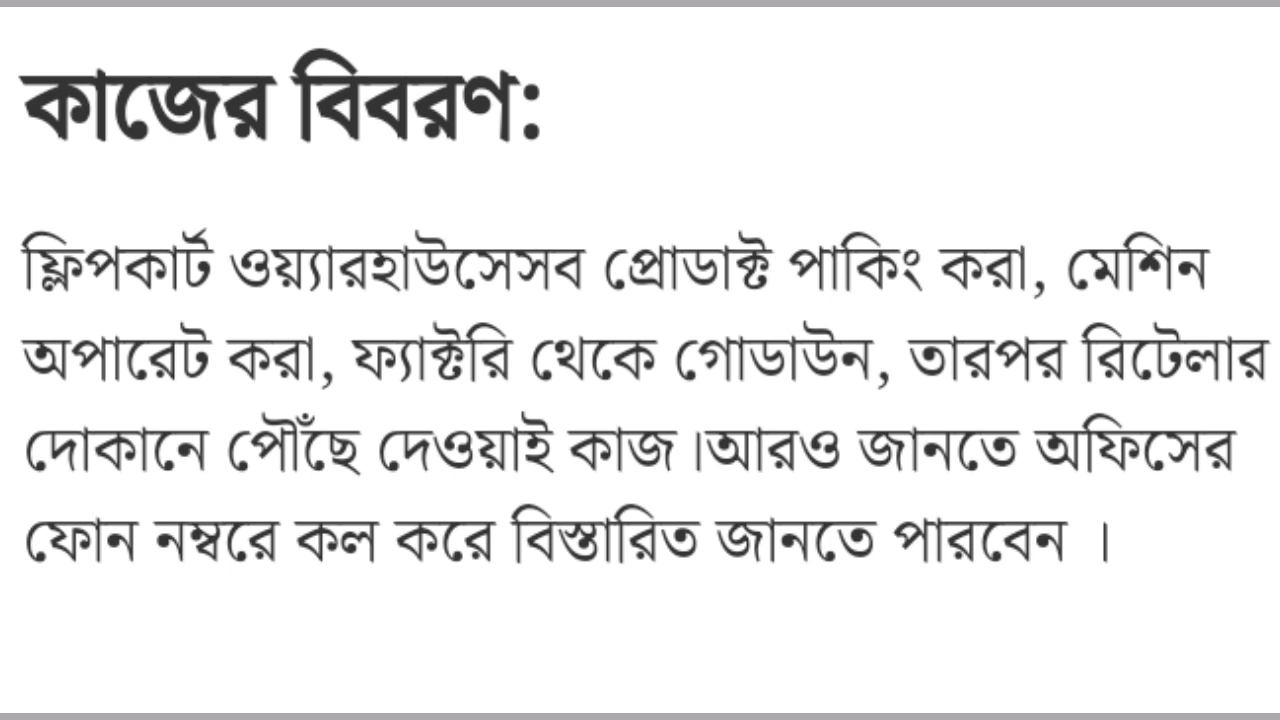 কাজের বিবরণ:
ফ্লিপকার্ট ওয়্যারহাউসেসব প্রোডাক্ট পাকিং করা, মেশিন
অপারেট করা, ফ্যাক্টরি থেকে গোডাউন, তারপর রিটেলার
দোকানে পৌঁছে দেওয়াই কাজ।আরও জানতে অফিসের
ফোন নম্বরে কল করে বিস্তারিত জানতে পারবেন ।